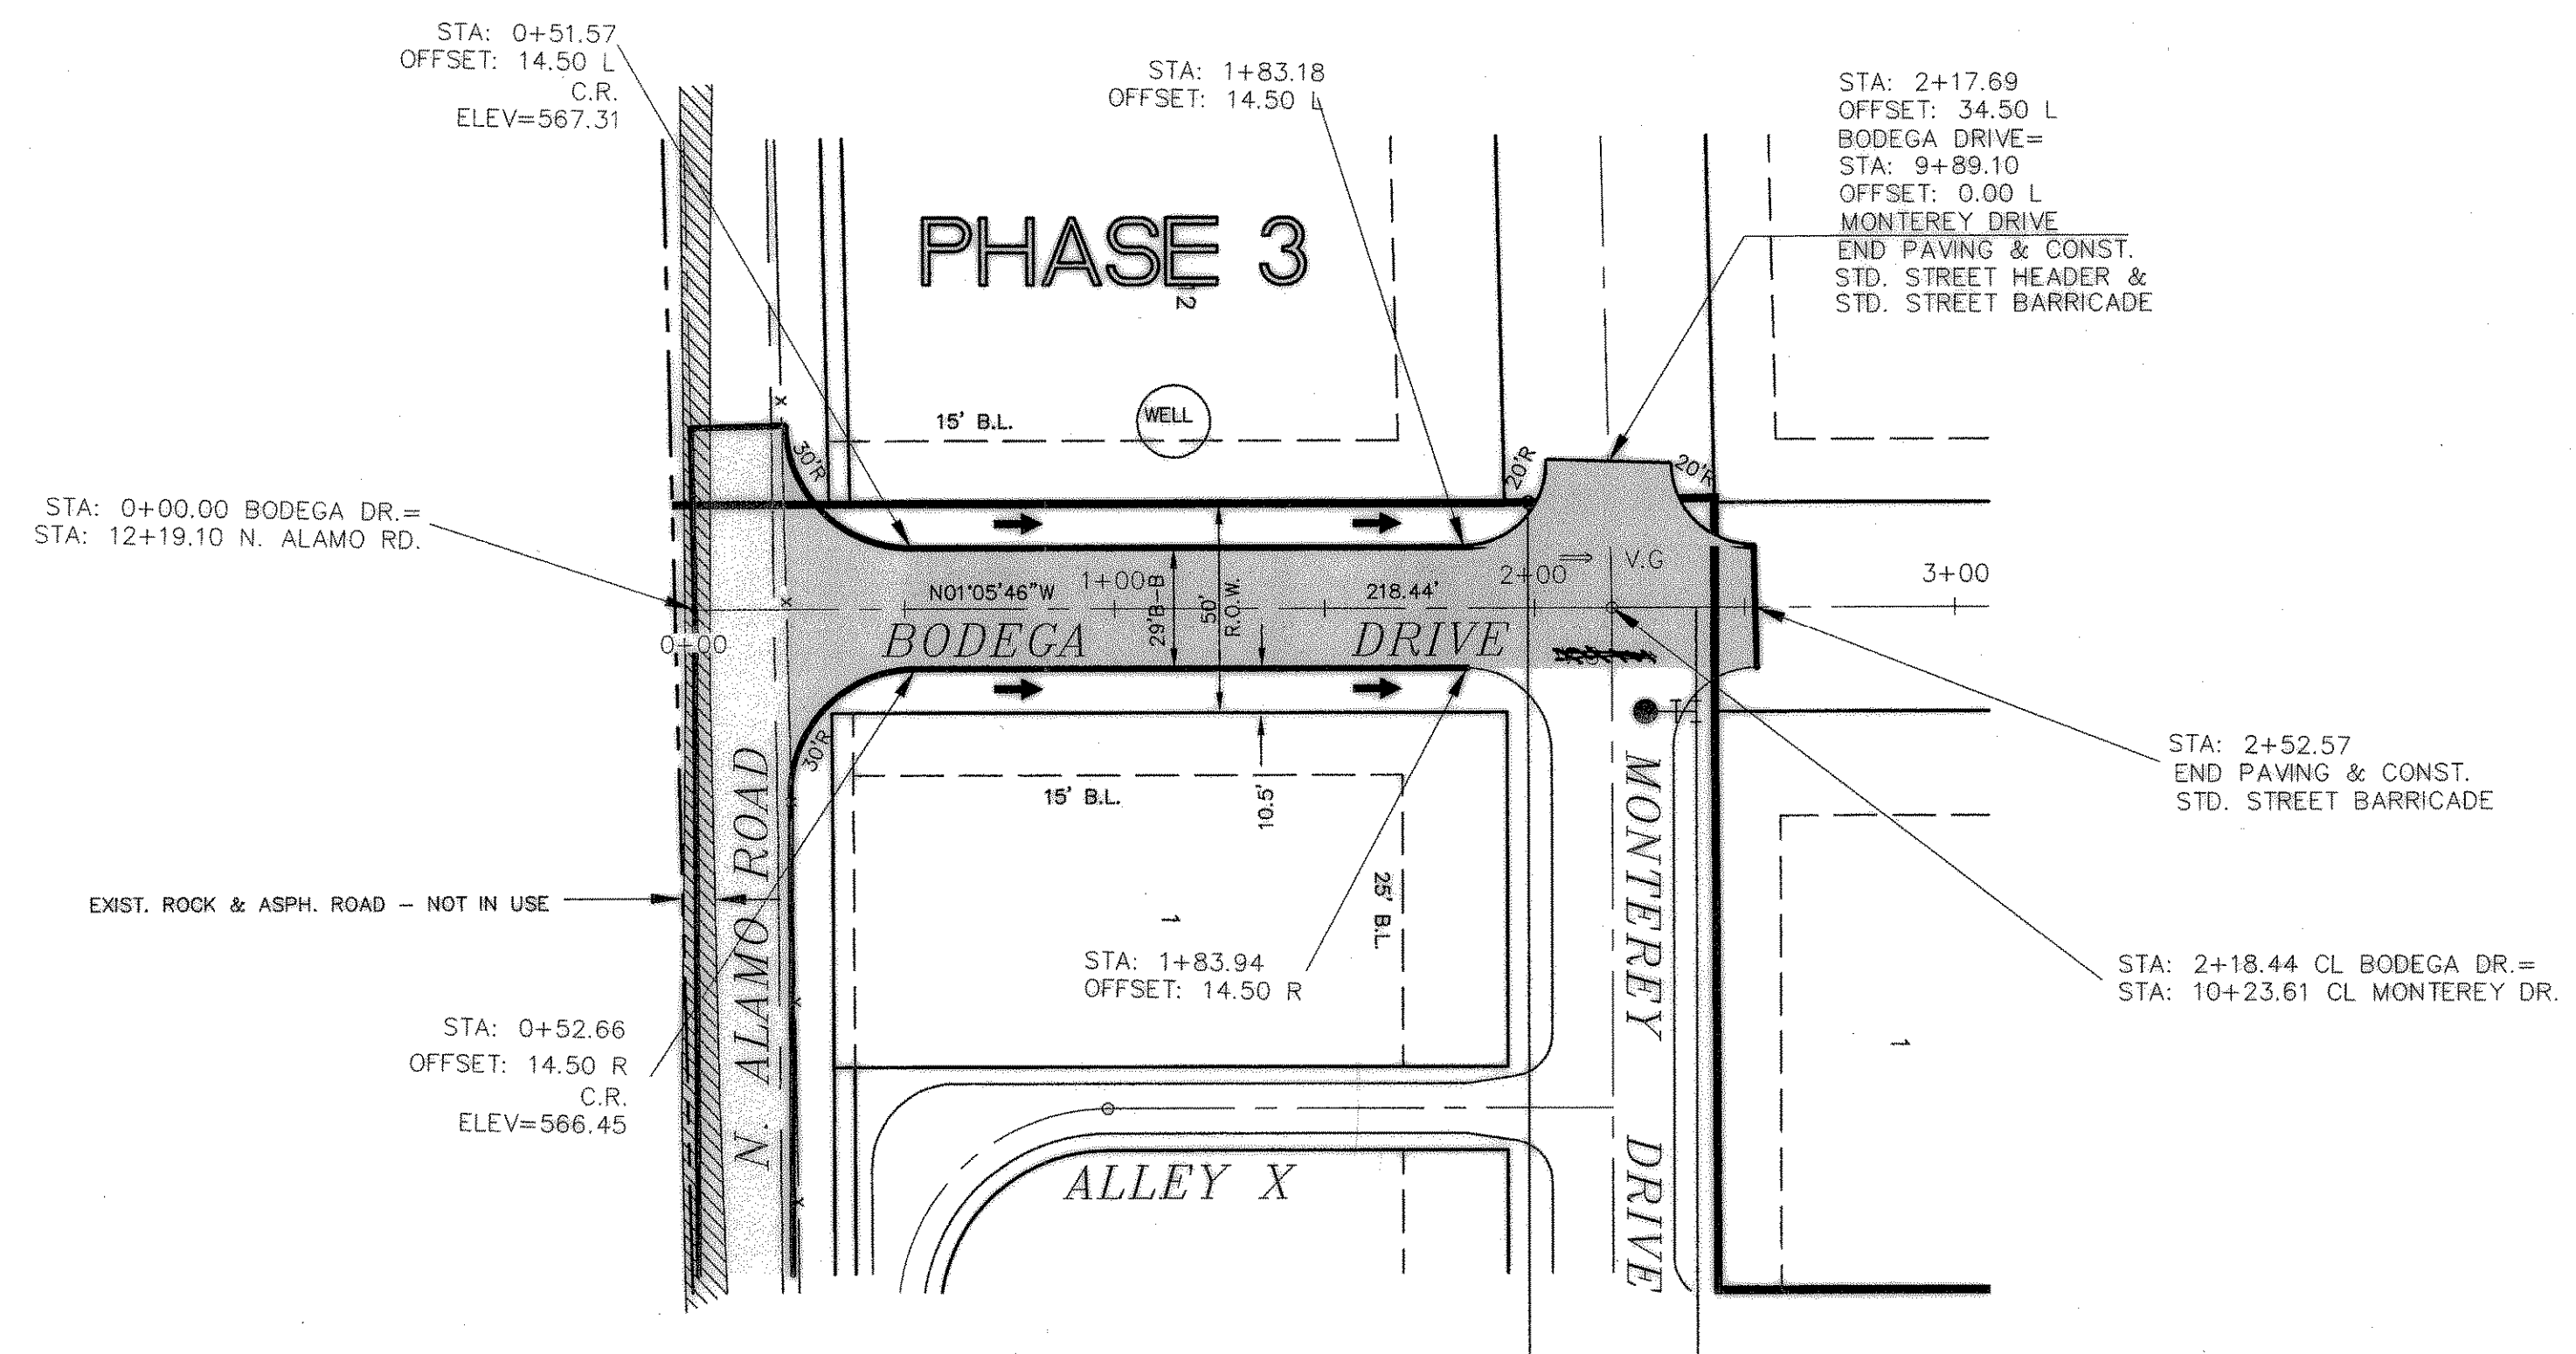 STA: 0+51.57
OFFSET: 14.50 L
C.R.
ELEV=567.31
STA: 1+83.18
OFFSET: 14.50 L
STA: 2+17.69
OFFSET: 34.50 L
BODEGA DRIVE=
STA: 9+89.10
OFFSET: 0.00 L
MONTEREY DRIVE
END PAVING & CONST.
STD. STREET HEADER &
STD. STREET BARRICADE
PHASE 3
12
WELL
15' B.L.
30'R
20'R
20'R
STA: 0+00.00 BODEGA DR.=
STA: 12+19.10 N. ALAMO RD.
N01°05'46"W
1+00
29'B-B
50'
R.O.W.
218.44'
2+00
V.G
3+00
0+00
BODEGA DRIVE
30'R
15' B.L.
10.5'
25' B.L.
1
N. ALAMO ROAD
MONTEREY DRIVE
EXIST. ROCK & ASPH. ROAD – NOT IN USE
STA: 1+83.94
OFFSET: 14.50 R
STA: 2+52.57
END PAVING & CONST.
STD. STREET BARRICADE
STA: 2+18.44 CL BODEGA DR.=
STA: 10+23.61 CL MONTEREY DR.
1
STA: 0+52.66
OFFSET: 14.50 R
C.R.
ELEV=566.45
ALLEY X